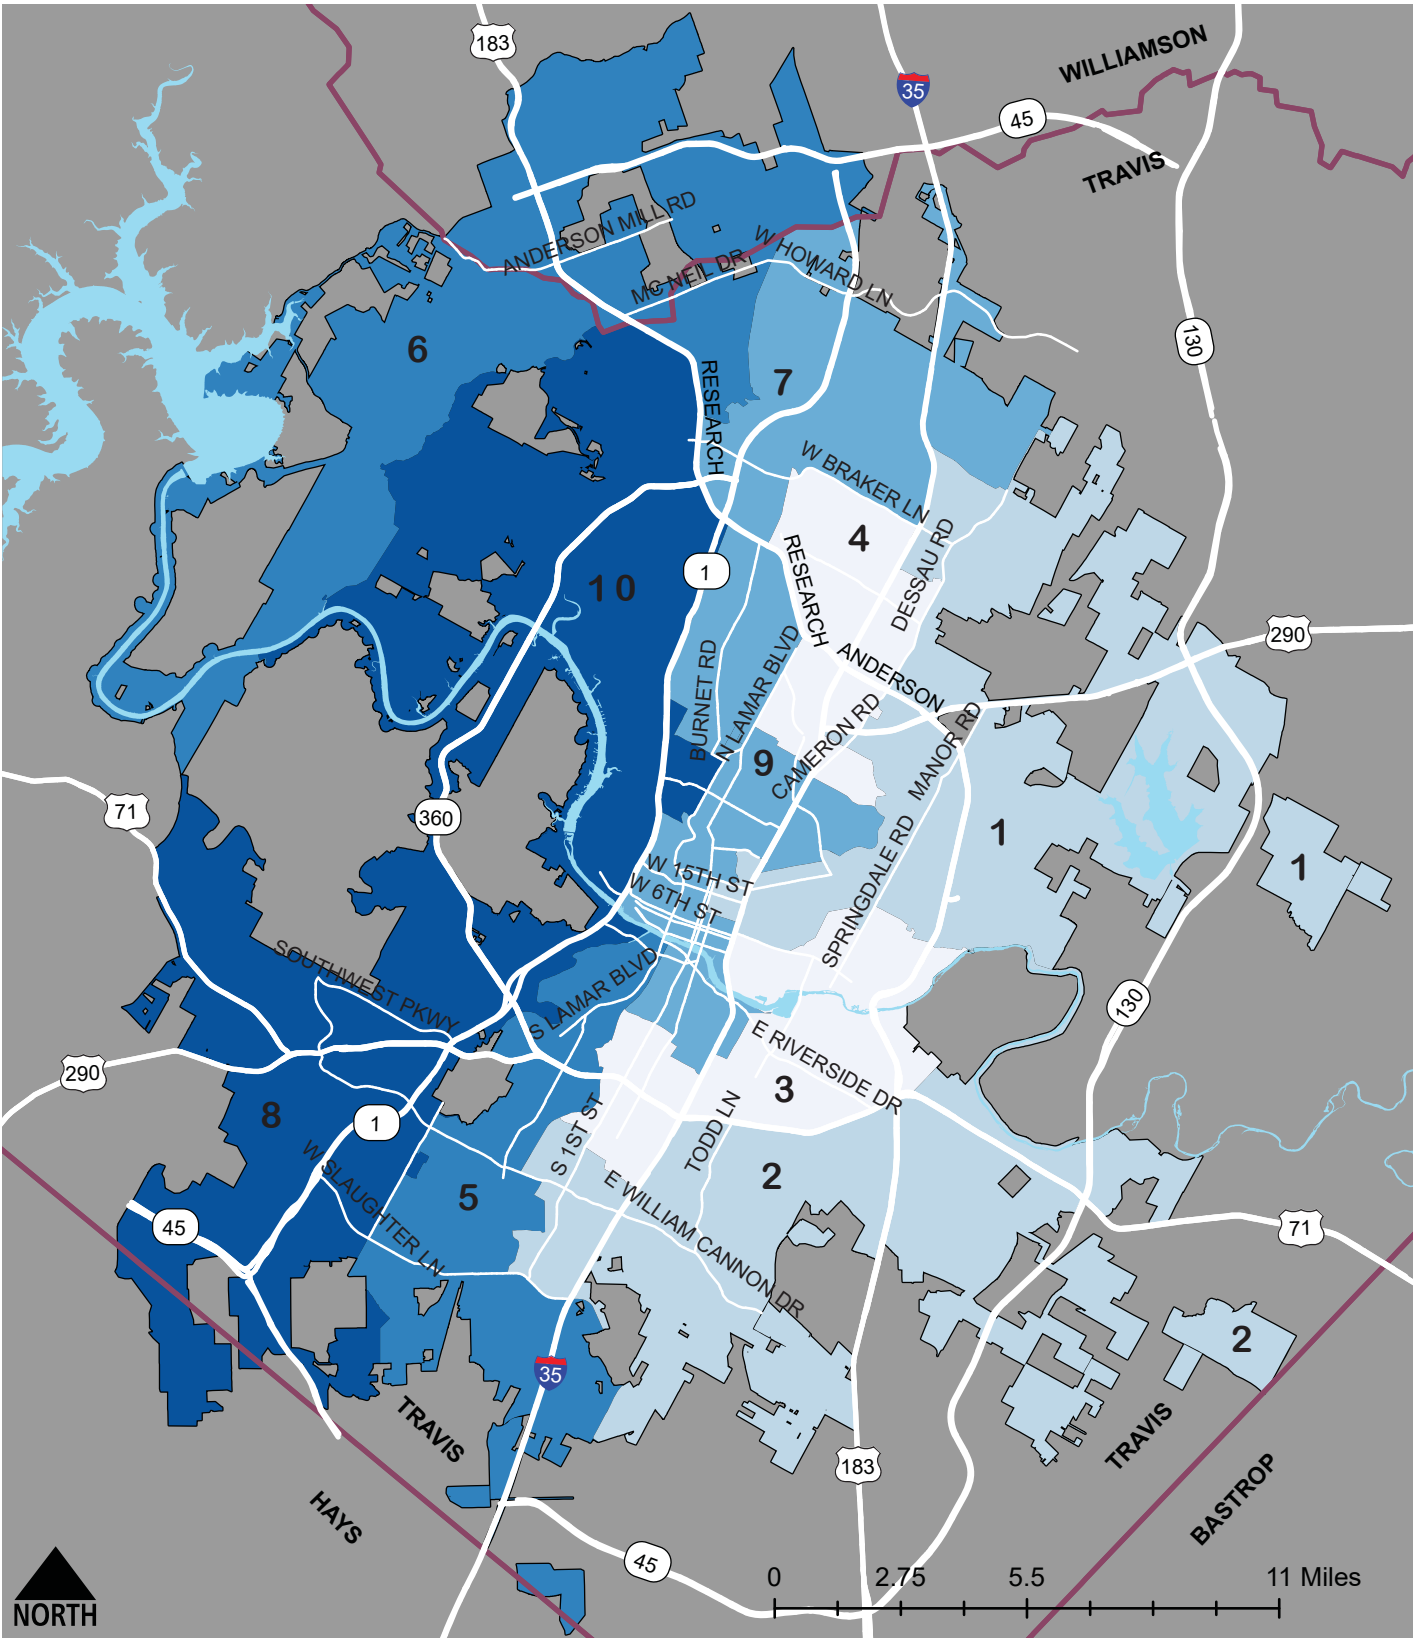 183
WILLIAMSON
35
45
TRAVIS
ANDERSON MILL RD
W HOWARD LN
MC NEIL DR
130
6
7
RESEARCH
W BRAKER LN
4
DESSAU RD
RESEARCH
1
10
290
BURNET RD
N LAMAR BLVD
ANDERSON
CAMERON RD
MANOR RD
9
71
360
1
1
SPRINGDALE RD
W 15TH ST
W 6TH ST
SOUTHWEST PKWY
S LAMAR BLVD
130
E RIVERSIDE DR
290
8
1
3
S 1ST ST
TODD LN
W SLAUGHTER LN
5
E WILLIAM CANNON DR
2
45
71
2
35
TRAVIS
TRAVIS
183
HAYS
BASTROP
45
0 2.75 5.5 11 Miles
NORTH